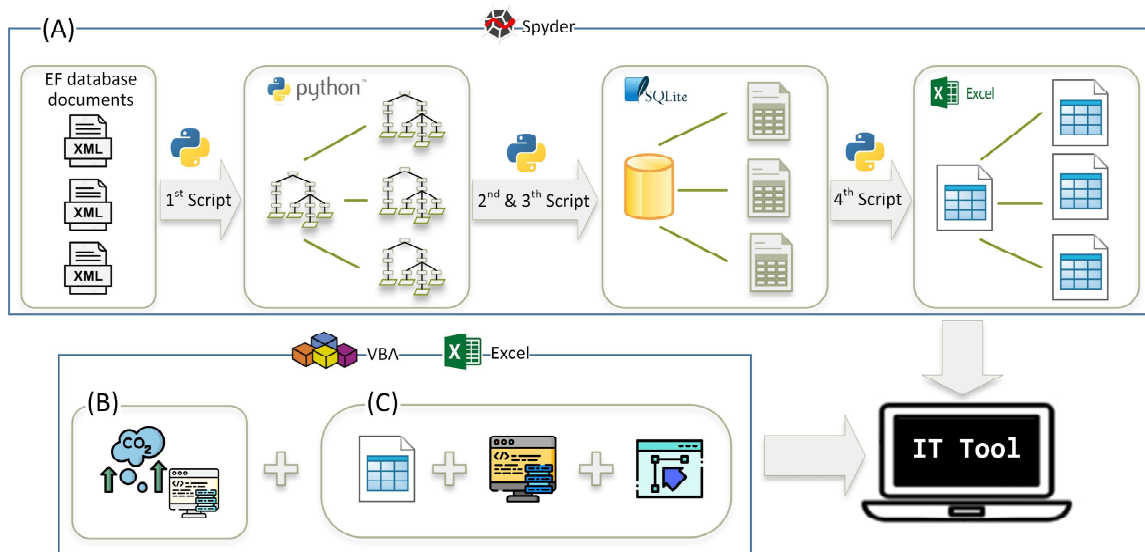 (A)
Spyder
EF database
documents
XML
XML
XML
1st Script
python™
2nd & 3th Script
SQLite
4th Script
X Excel
VBA
X Excel
(B)
CO2
</>
(C)
</>
IT Tool